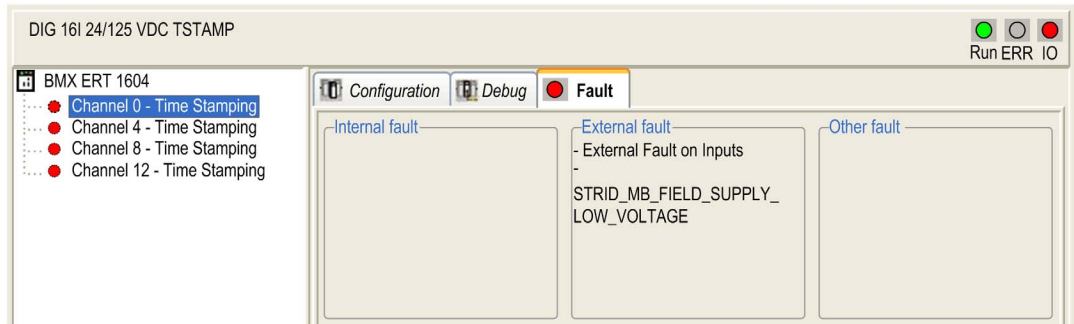 DIG 16I 24/125 VDC TSTAMP
Run ERR IO
BMX ERT 1604
Channel 0 - Time Stamping
Channel 4 - Time Stamping
Channel 8 - Time Stamping
Channel 12 - Time Stamping
Configuration Debug Fault
Internal fault
External fault
- External Fault on Inputs
-
STRID_MB_FIELD_SUPPLY_
LOW_VOLTAGE
Other fault